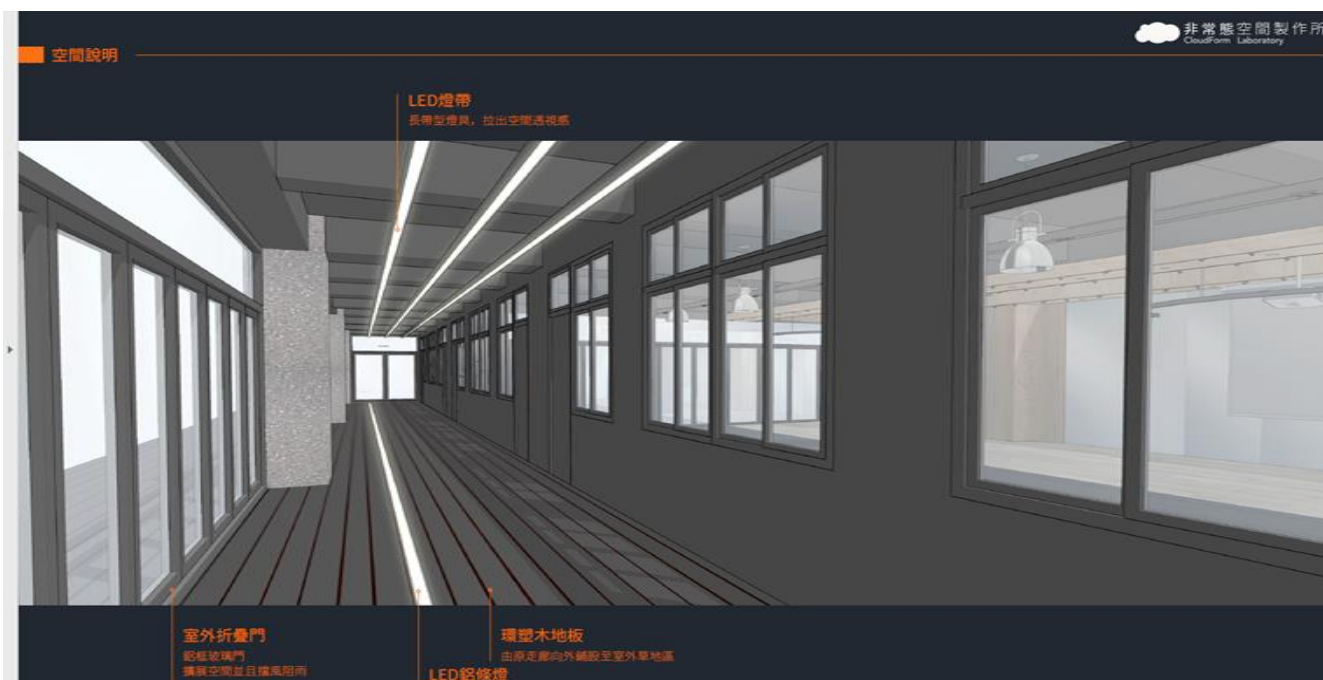 非常態空間製作所
CloudForm Laboratory
空間說明
LED燈帶
長帶型燈具，拉出空間透視感
室外折疊門
鋁框玻璃門
擴展空間並且擋風阻雨
環塑木地板
由原走廊向外鋪設至室外草地區
LED鋁條燈